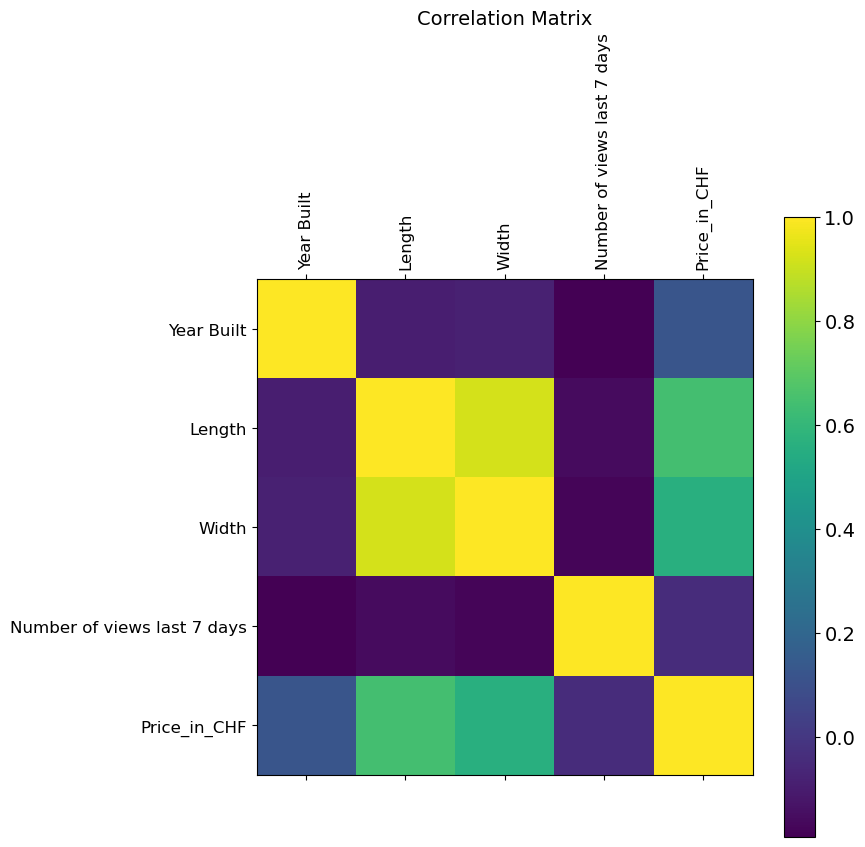 Correlation Matrix
Year Built
Length
Width
Number of views last 7 days
Price_in_CHF
Year Built
Length
Width
Number of views last 7 days
Price_in_CHF
1.0
0.8
0.6
0.4
0.2
0.0